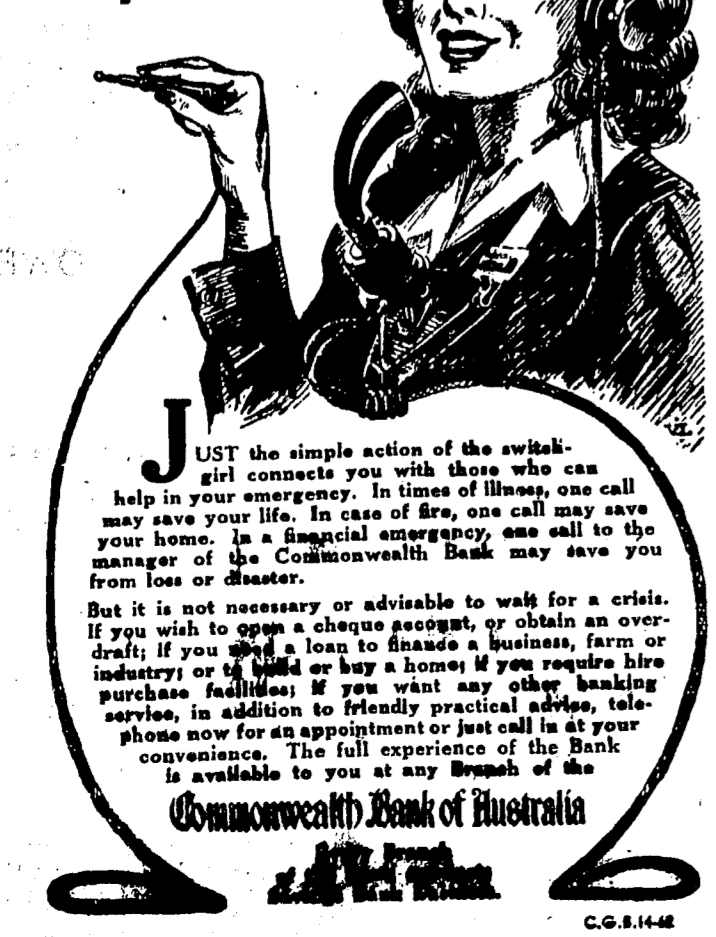 JUST the simple action of the switch-
girl connects you with those who can
help in your emergency. In times of illness, one call
may save your life. In case of fire, one call may save
your home. In a financial emergency, one call to the
manager of the Commonwealth Bank may save you
from loss or disaster.
But it is not necessary or advisable to wait for a crisis.
If you wish to open a cheque account, or obtain an over-
draft; if you need a loan to finance a business, farm or
industry; or to build or buy a home; if you require hire
purchase facilities; if you want any other banking
service, in addition to friendly practical advice, tele-
phone now for an appointment or just call in at your
convenience. The full experience of the Bank
is available to you at any Branch of the
Commonwealth Bank of Australia
Branch
Savings Bank
C.G.B.14-42